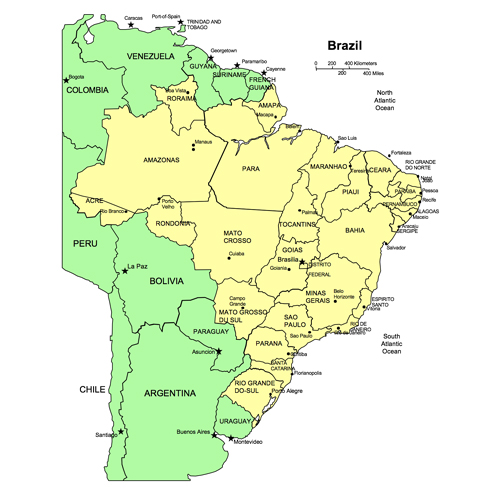 Caracas
Port-of-Spain
TRINIDAD AND
TOBAGO
VENEZUELA
Georgetown
Brazil
GUYANA
Paramaribo
SURINAME
Cayenne
0 200 400 Kilometers
200 400 Miles
Bogota
COLOMBIA
FRENCH
GUIANA
Boa Vista
RORAIMA
North
Atlantic
Ocean
AMAPA
Macapa
Belem
Sao Luis
Manaus
Fortaleza
AMAZONAS
PARA
MARANHAO
Teresina
CEARA
RIO GRANDE
DO NORTE
Natal
Joao
Pessoa
PARAIBA
PIAUI
PERNAMBUCO
Recife
ACRE
Rio Branco
Porto
Velho
Palmas
ALAGOAS
Maceio
RONDONIA
TOCANTINS
Aracaju
SERGIPE
MATO
CROSSO
BAHIA
PERU
Salvador
GOIAS
Cuiaba
Brasilia
DISTRITO
FEDERAL
La Paz
Goiania
BOLIVIA
MINAS
GERAIS
Belo
Horizonte
Campo
Grande
ESPIRITO
SANTO
Vitoria
MATO GROSSO
DU SUL
SAO
PAULO
RIO DE
JANEIRO
Rio de Janeiro
PARAGUAY
Sao Paulo
South
Atlantic
Ocean
Asuncion
PARANA
Curitiba
SANTA
CATARINA
Florianopolis
CHILE
ARGENTINA
RIO GRANDE
DO-SUL
Porto Alegre
URAGUAY
Santiago
Buenos Aires
Montevideo